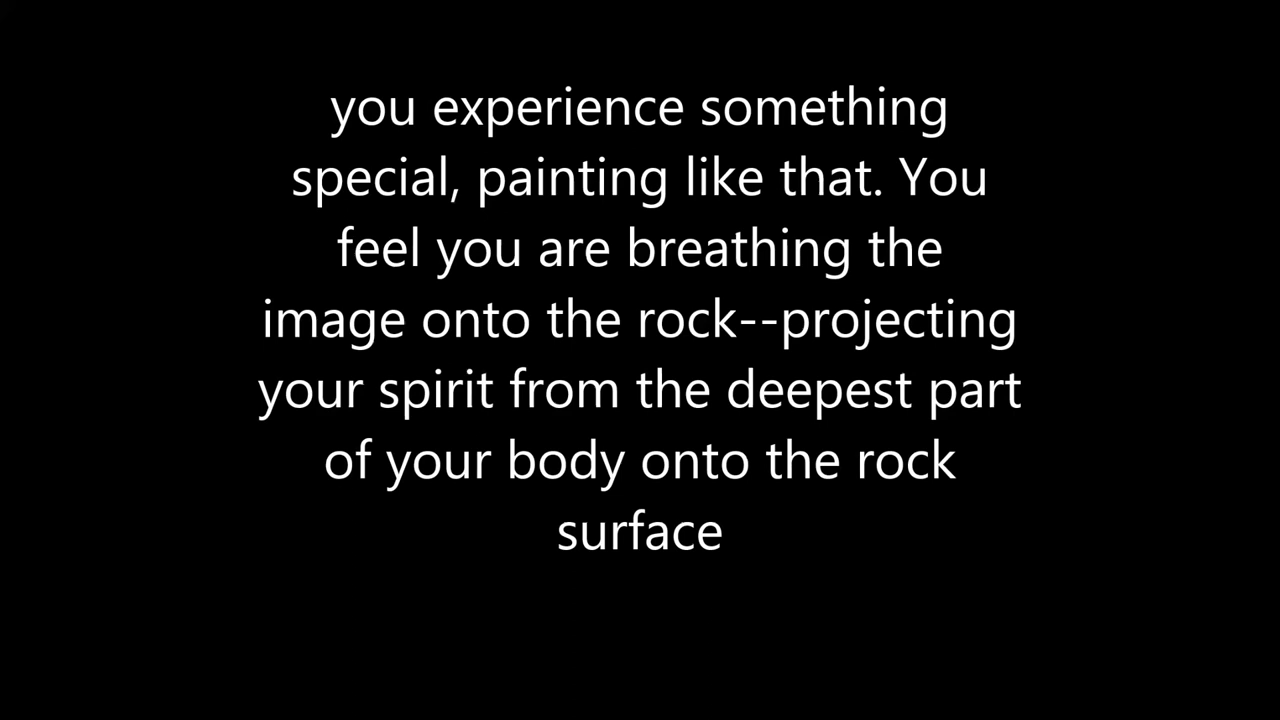 you experience something
special, painting like that. You
feel you are breathing the
image onto the rock--projecting
your spirit from the deepest part
of your body onto the rock
surface